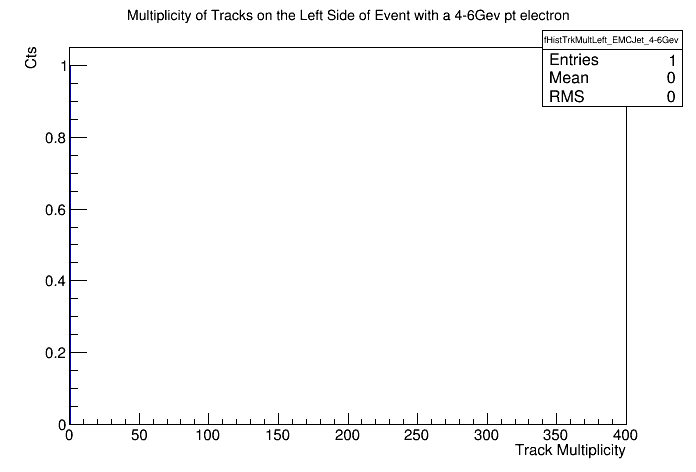 Multiplicity of Tracks on the Left Side of Event with a 4-6Gev pt electron
fHistTrkMultLeft_EMCJet_4-6Gev
Entries 1
Mean 0
RMS 0
Cts
1
0.8
0.6
0.4
0.2
0
0 50 100 150 200 250 300 350 400
Track Multiplicity